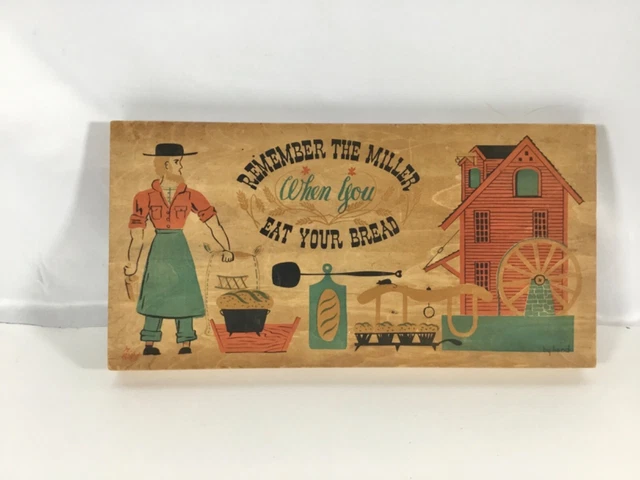 REMEMBER THE MILLER
When You
EAT YOUR BREAD